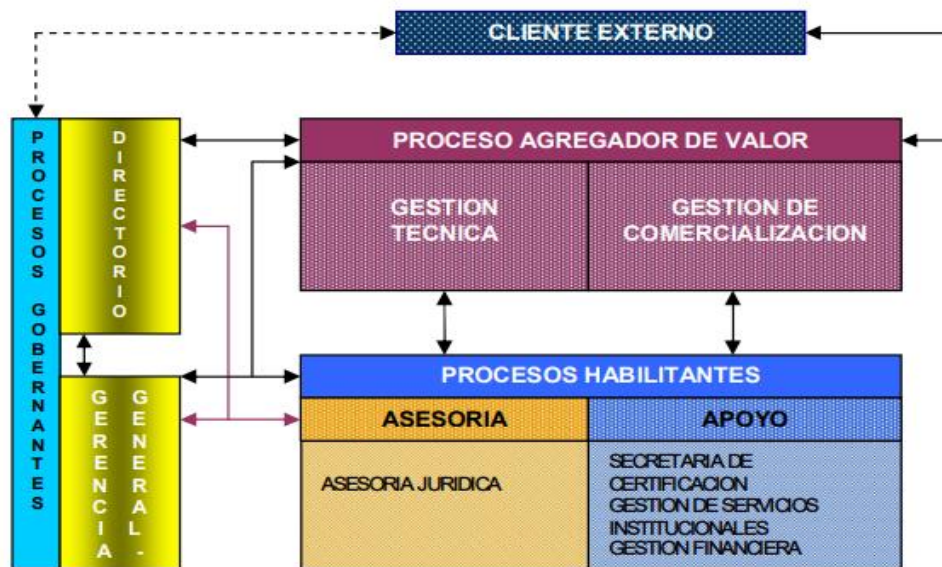 CLIENTE EXTERNO
PROCESOS GOBERNANTES
DIRECTORIO
PROCESO AGREGADOR DE VALOR
GESTION
TECNICA
GESTION DE
COMERCIALIZACION
GENERAL-
GERENCIA
PROCESOS HABILITANTES
ASESORIA
APOYO
ASESORIA JURIDICA
SECRETARIA DE
CERTIFICACION
GESTION DE SERVICIOS
INSTITUCIONALES
GESTION FINANCIERA